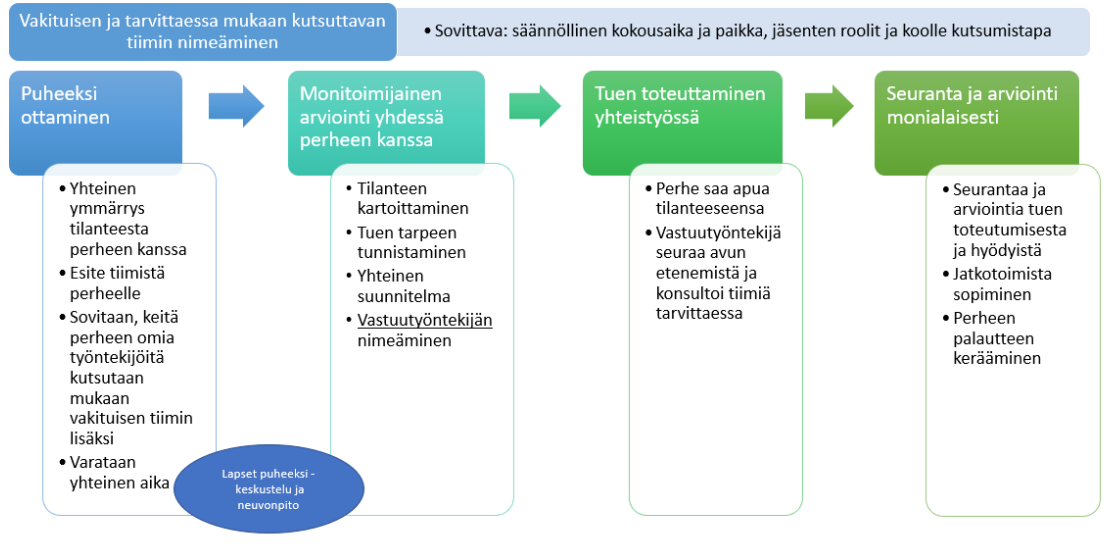 Vakituisen ja tarvittaessa mukaan kutsuttavan
tiimin nimeäminen
• Sovittava: säännöllinen kokousaika ja paikka, jäsenten roolit ja koolle kutsumistapa
Puheeksi
ottaminen
• Yhteinen
ymmärrys
tilanteesta
perheen kanssa
• Esite tiimistä
perheelle
• Sovitaan, keitä
perheen omia
työntekijöitä
kutsutaan
mukaan
vakituisen tiimin
lisäksi
• Varataan
yhteinen aika
Lapset puheeksi -
keskustelu ja
neuvonpito
Monitoimijainen
arviointi yhdessä
perheen kanssa
• Tilanteen
kartoittaminen
• Tuen tarpeen
tunnistaminen
• Yhteinen
suunnitelma
• Vastuutyöntekijän
nimeäminen
Tuen toteuttaminen
yhteistyössä
• Perhe saa apua
tilanteeseensa
• Vastuutyöntekijä
seuraa avun
etenemistä ja
konsultoi tiimiä
tarvittaessa
Seuranta ja arviointi
monialaisesti
• Seurantaa ja
arviointia tuen
toteutumisesta
ja hyödyistä
• Jatkotoimista
sopiminen
• Perheen
palautteen
kerääminen